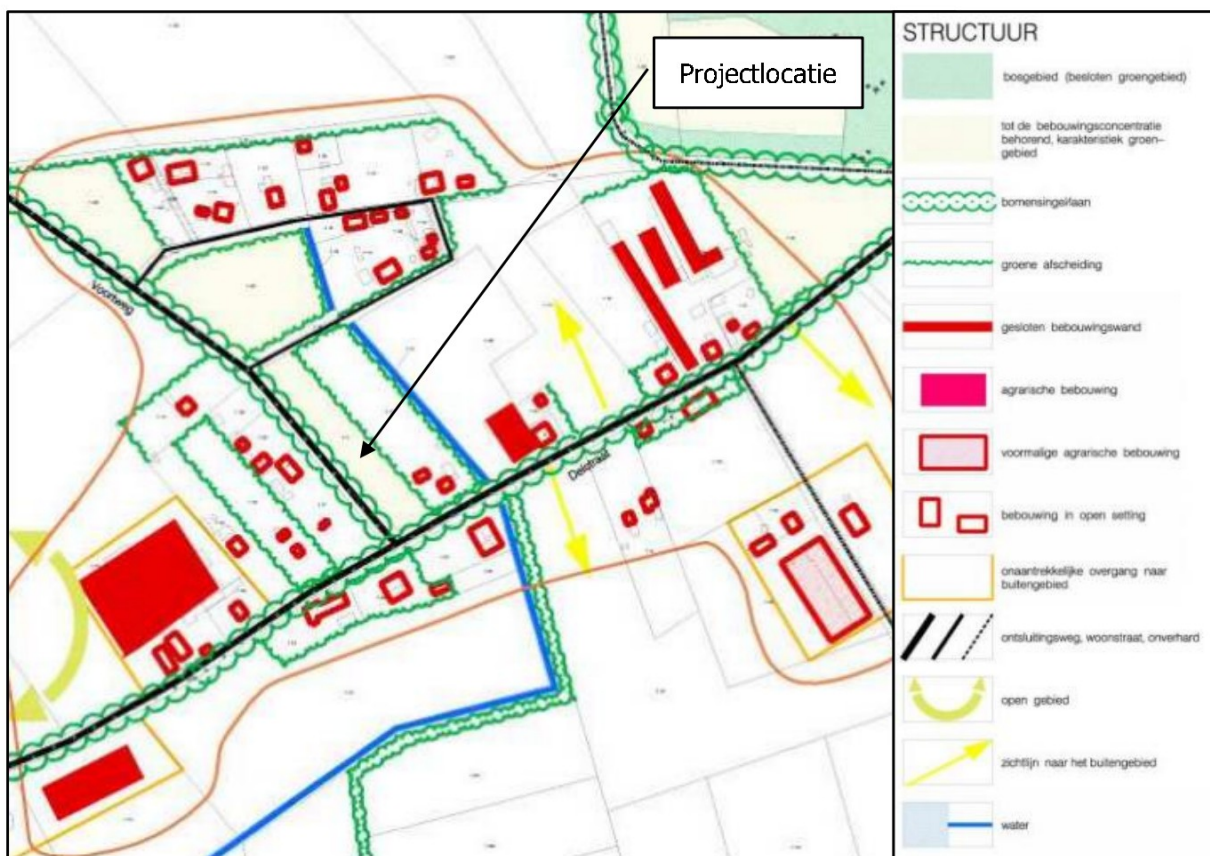 Projectlocatie
Voortweg
Delstraat
STRUCTUUR
bosgebied (besloten groengebied)
tot de bebouwingsconcentratie
behorend, karakteristiek groen-
gebied
bomensingel/laan
groene afscheiding
gesloten bebouwingswand
agrarische bebouwing
voormalige agrarische bebouwing
bebouwing in open setting
onaantrekkelijke overgang naar
buitengebied
ontsluitingsweg, woonstraat, onverhard
open gebied
zichtlijn naar het buitengebied
water